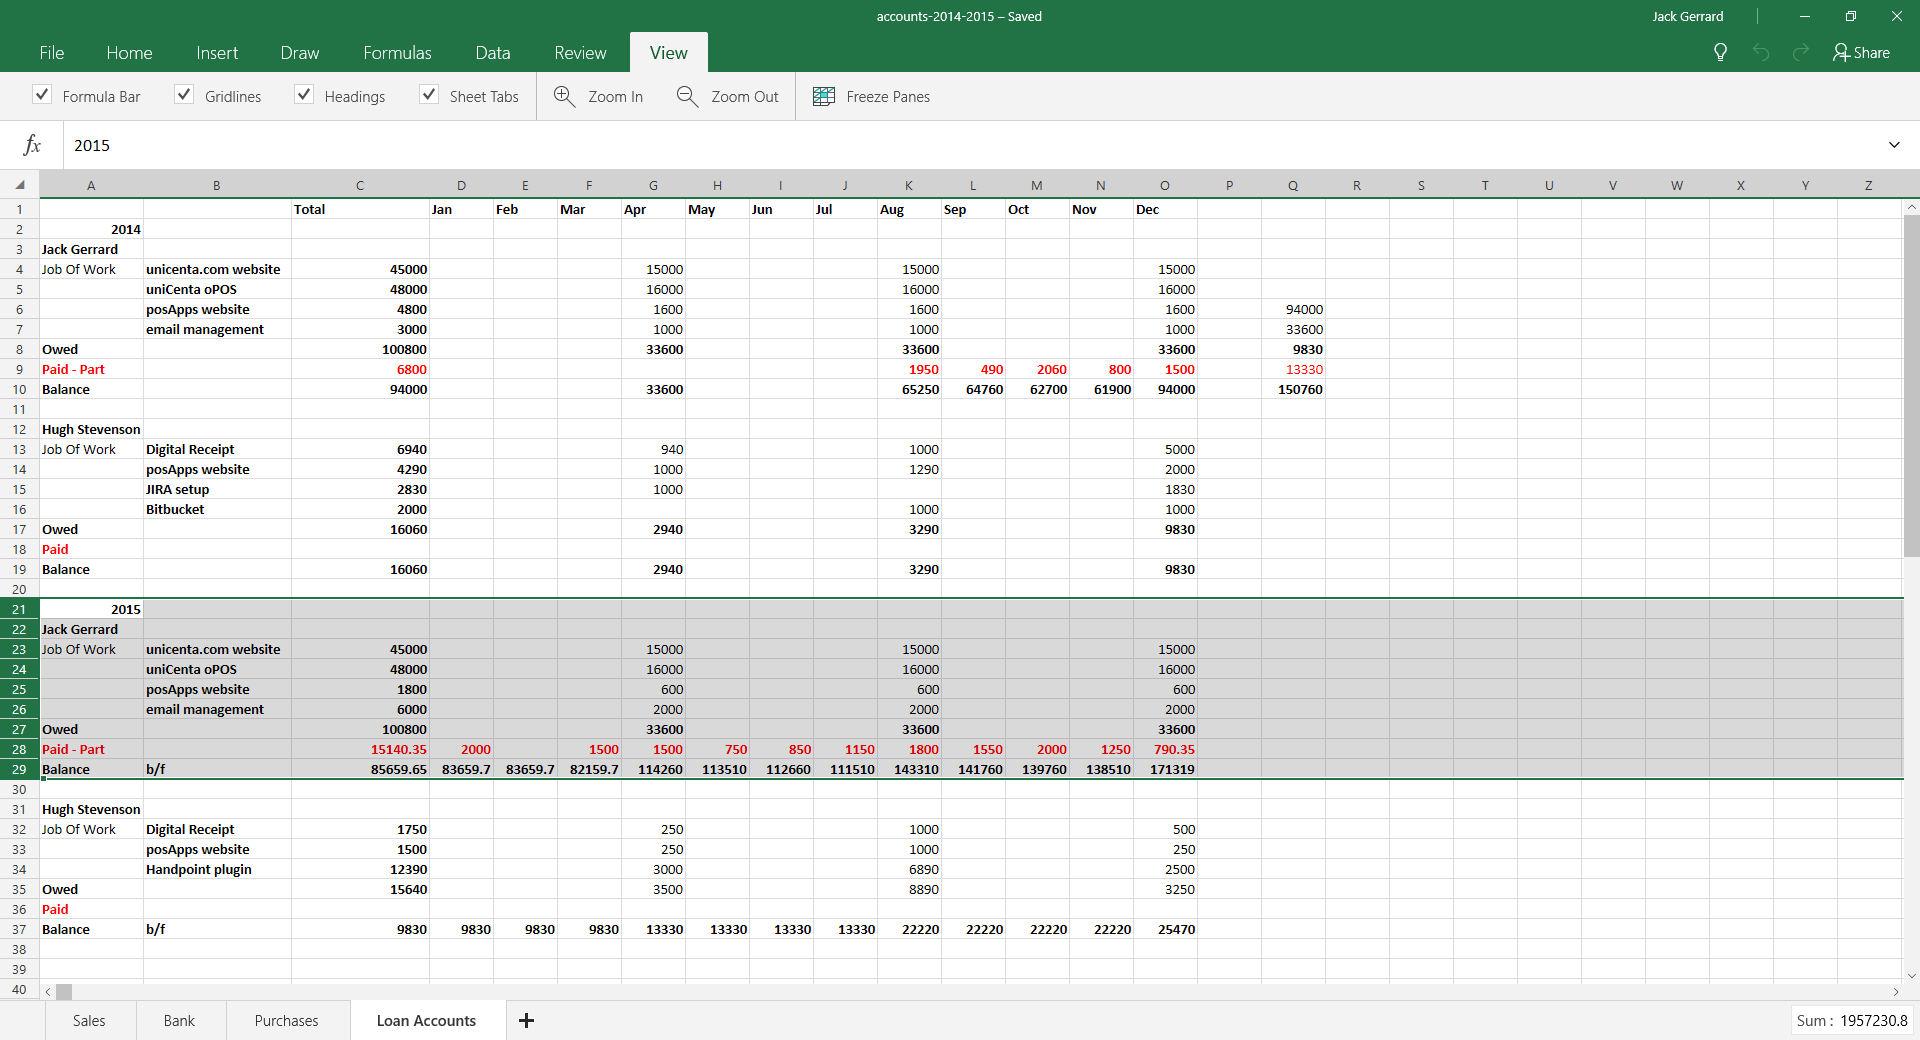 accounts-2014-2015 – Saved
Jack Gerrard
File Home Insert Draw Formulas Data Review View Share
Formula Bar Gridlines Headings Sheet Tabs Zoom In Zoom Out Freeze Panes
fx 2015
A B C D E F G H I J K L M N O P Q R S T U V W X Y Z
1 Total Jan Feb Mar Apr May Jun Jul Aug Sep Oct Nov Dec
2 2014
3 Jack Gerrard
4 Job Of Work unicenta.com website 45000 15000 15000 15000
5 uniCenta oPOS 48000 16000 16000 16000
6 posApps website 4800 1600 1600 1600 94000
7 email management 3000 1000 1000 1000 33600
8 Owed 100800 33600 33600 33600 9830
9 Paid - Part 6800 1950 490 2060 800 1500 13330
10 Balance 94000 33600 65250 64760 62700 61900 94000 150760
11
12 Hugh Stevenson
13 Job Of Work Digital Receipt 6940 940 1000 5000
14 posApps website 4290 1000 1290 2000
15 JIRA setup 2830 1000 1830
16 Bitbucket 2000 1000 1000
17 Owed 16060 2940 3290 9830
18 Paid
19 Balance 16060 2940 3290 9830
20
21 2015
22 Jack Gerrard
23 Job Of Work unicenta.com website 45000 15000 15000 15000
24 uniCenta oPOS 48000 16000 16000 16000
25 posApps website 1800 600 600 600
26 email management 6000 2000 2000 2000
27 Owed 100800 33600 33600 33600
28 Paid - Part 15140.35 2000 1500 1500 750 850 1150 1800 1550 2000 1250 790.35
29 Balance b/f 85659.65 83659.7 83659.7 82159.7 114260 113510 112660 111510 143310 141760 139760 138510 171319
30
31 Hugh Stevenson
32 Job Of Work Digital Receipt 1750 250 1000 500
33 posApps website 1500 250 1000 250
34 Handpoint plugin 12390 3000 6890 2500
35 Owed 15640 3500 8890 3250
36 Paid
37 Balance b/f 9830 9830 9830 9830 13330 13330 13330 13330 22220 22220 22220 22220 25470
38
39
40
Sales Bank Purchases Loan Accounts
Sum : 1957230.8